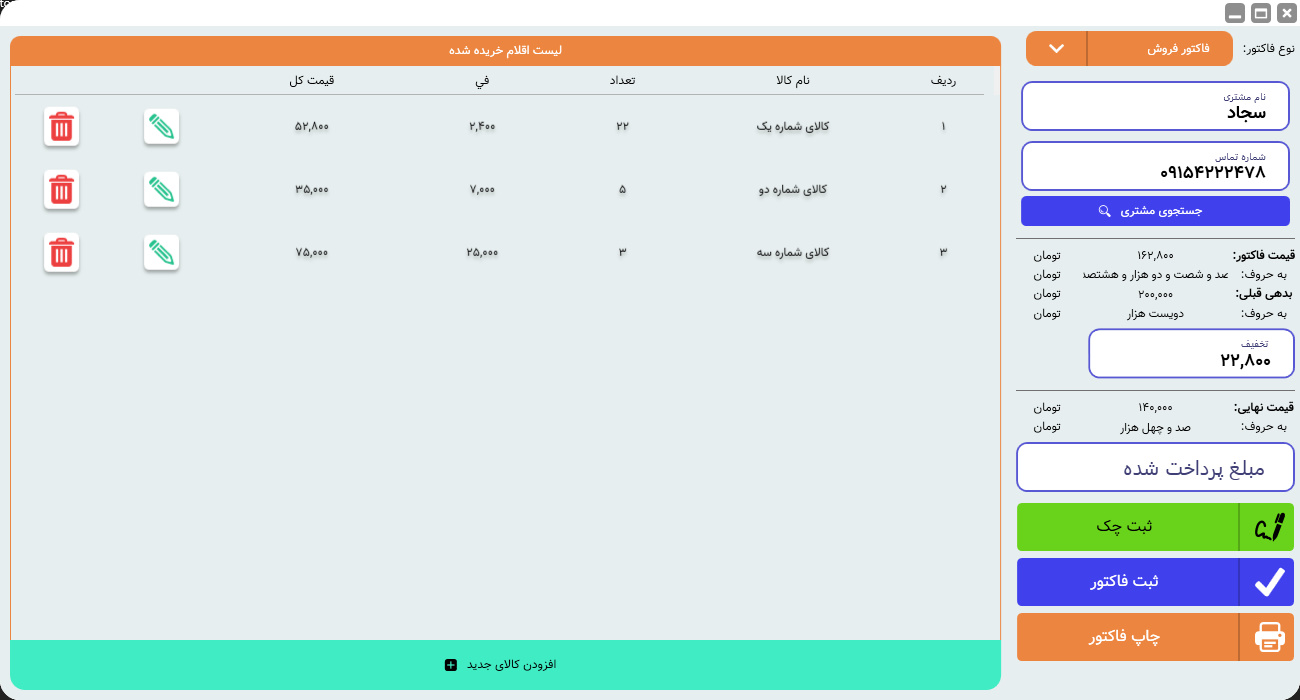 to
نوع فاکتور:
فاکتور فروش
نام مشتری
سجاد
شماره تماس
۰۹۱۵۴۲۲۲۴۷۸
جستجوی مشتری
قیمت فاکتور: ۱۶۲,۸۰۰ تومان
به حروف: صد و شصت و دو هزار و هشتصد تومان
بدهی قبلی: ۲۰۰,۰۰۰ تومان
به حروف: دویست هزار تومان
تخفیف
۲۲,۸۰۰
قیمت نهایی: ۱۴۰,۰۰۰ تومان
به حروف: صد و چهل هزار تومان
مبلغ پرداخت شده
ثبت چک
ثبت فاکتور
چاپ فاکتور
لیست اقلام خریده شده
ردیف نام کالا تعداد في قیمت کل
۱ کالای شماره یک ۲۲ ۲,۴۰۰ ۵۲,۸۰۰
۲ کالای شماره دو ۵ ۷,۰۰۰ ۳۵,۰۰۰
۳ کالای شماره سه ۳ ۲۵,۰۰۰ ۷۵,۰۰۰
افزودن کالای جدید